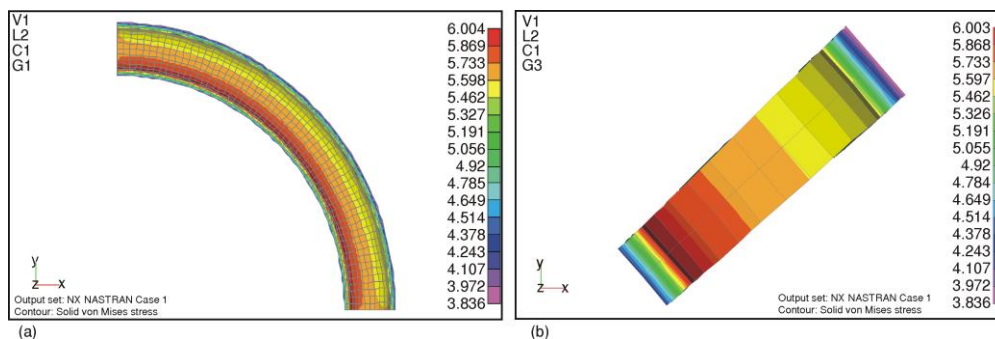 V1
L2
C1
G1
6.004
5.869
5.733
5.598
5.462
5.327
5.191
5.056
4.92
4.785
4.649
4.514
4.378
4.243
4.107
3.972
3.836
y
z x
Output set: NX NASTRAN Case 1
Contour: Solid von Mises stress
(a)
V1
L2
C1
G3
6.003
5.868
5.733
5.597
5.462
5.326
5.191
5.055
4.92
4.784
4.649
4.514
4.378
4.243
4.107
3.972
3.836
y
z x
Output set: NX NASTRAN Case 1
Contour: Solid von Mises stress
(b)